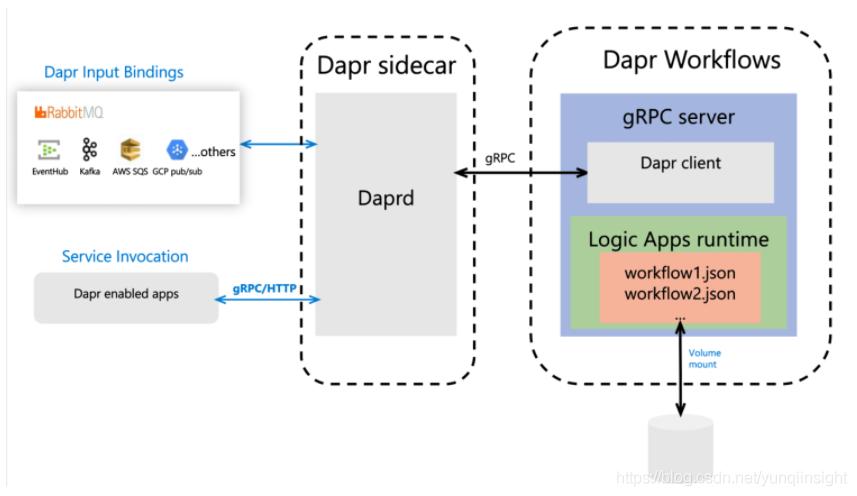 Dapr Input Bindings
RabbitMQ
...others
EventHub
Kafka
AWS SQS
GCP pub/sub
Service Invocation
Dapr enabled apps
gRPC/HTTP
Dapr sidecar
Daprd
gRPC
Dapr Workflows
gRPC server
Dapr client
Logic Apps runtime
workflow1.json
workflow2.json
...
Volume
mount
https://blog.csdn.net/yunqiinsight